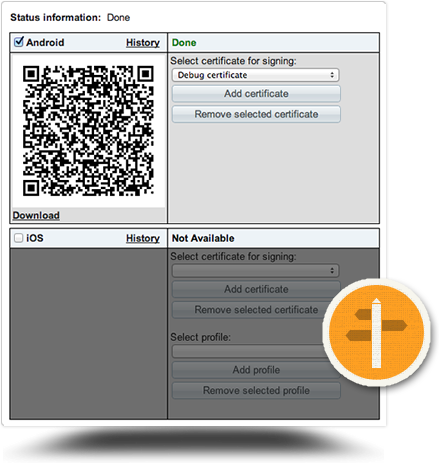 Status information: Done
Android History Done
Select certificate for signing:
Debug certificate
Add certificate
Remove selected certificate
Download
iOS History Not Available
Select certificate for signing:
Add certificate
Remove selected certificate
Select profile:
Add profile
Remove selected profile